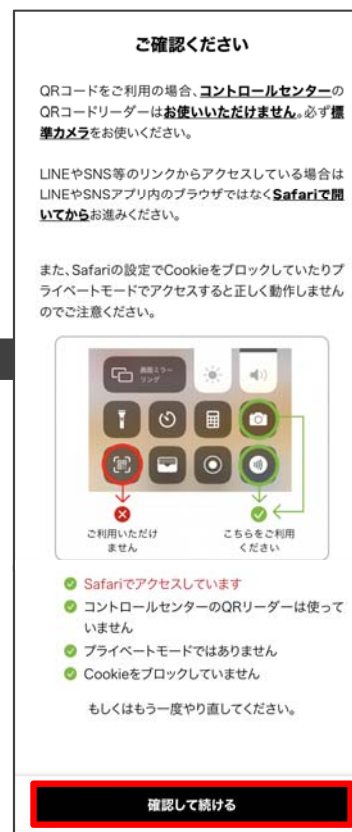 ご確認ください
QRコードをご利用の場合、コントロールセンターの
QRコードリーダーはお使いいただけません。必ず標
準カメラをお使いください。
LINEやSNS等のリンクからアクセスしている場合は
LINEやSNSアプリ内のブラウザではなくSafariで開
いてからお進みください。
また、Safariの設定でCookieをブロックしていたりプ
ライベートモードでアクセスすると正しく動作しません
のでご注意ください。
画面ミラー
リング
ご利用いただけ
ません
こちらをご利用
ください
Safariでアクセスしています
コントロールセンターのQRリーダーは使って
いません
プライベートモードではありません
Cookieをブロックしていません
もしくはもう一度やり直してください。
確認して続ける